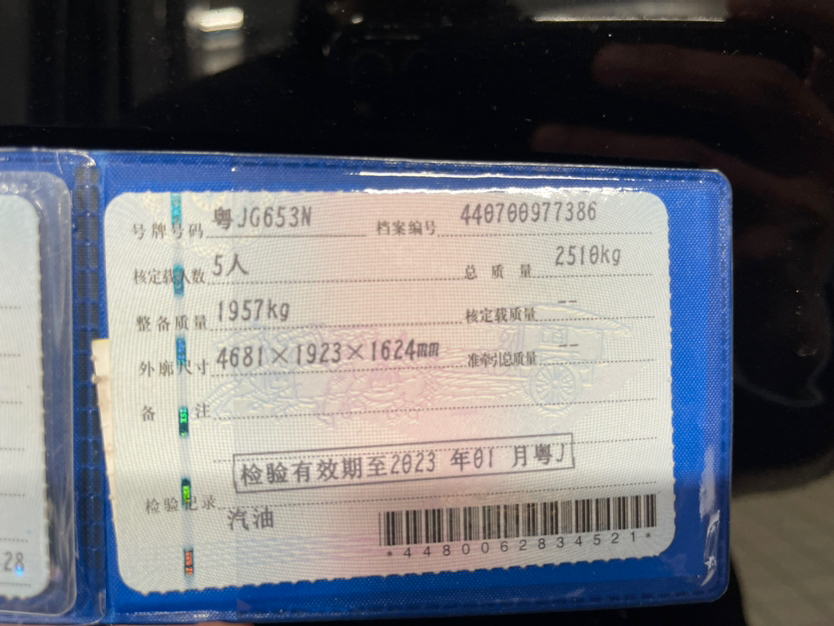 号牌号码 粤JG653N 档案编号 440700977386
核定载人数 5人 总质量 2510kg
整备质量 1957kg 核定载质量 --
外廓尺寸 4681×1923×1624mm 准牵引总质量 --
备注
检验有效期至2023 年01 月粤J
检验记录
汽油
*4480062834521*
28